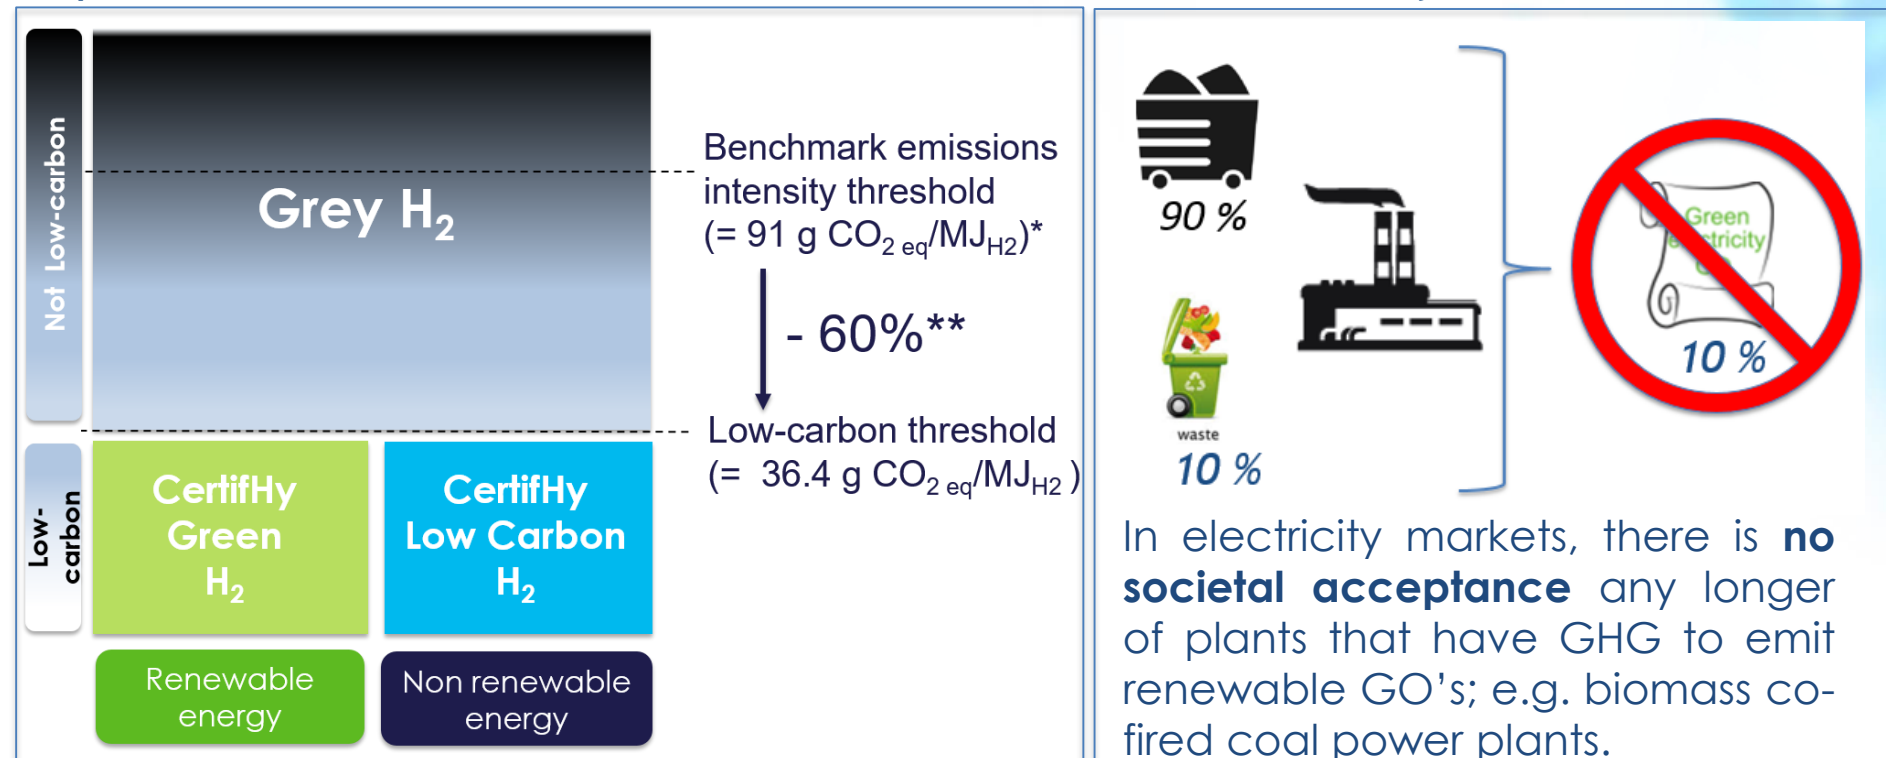 Not Low-carbon
Grey H₂
Benchmark emissions
intensity threshold
(= 91 g CO₂ eq/MJH2)*
- 60%**
Low-carbon threshold
(= 36.4 g CO₂ eq/MJH2 )
Low-
carbon
CertifHy
Green
H₂
CertifHy
Low Carbon
H₂
Renewable
energy
Non renewable
energy
90 %
waste
10 %
Green
10 %
In electricity markets, there is no
societal acceptance any longer
of plants that have GHG to emit
renewable GO's; e.g. biomass co-
fired coal power plants.